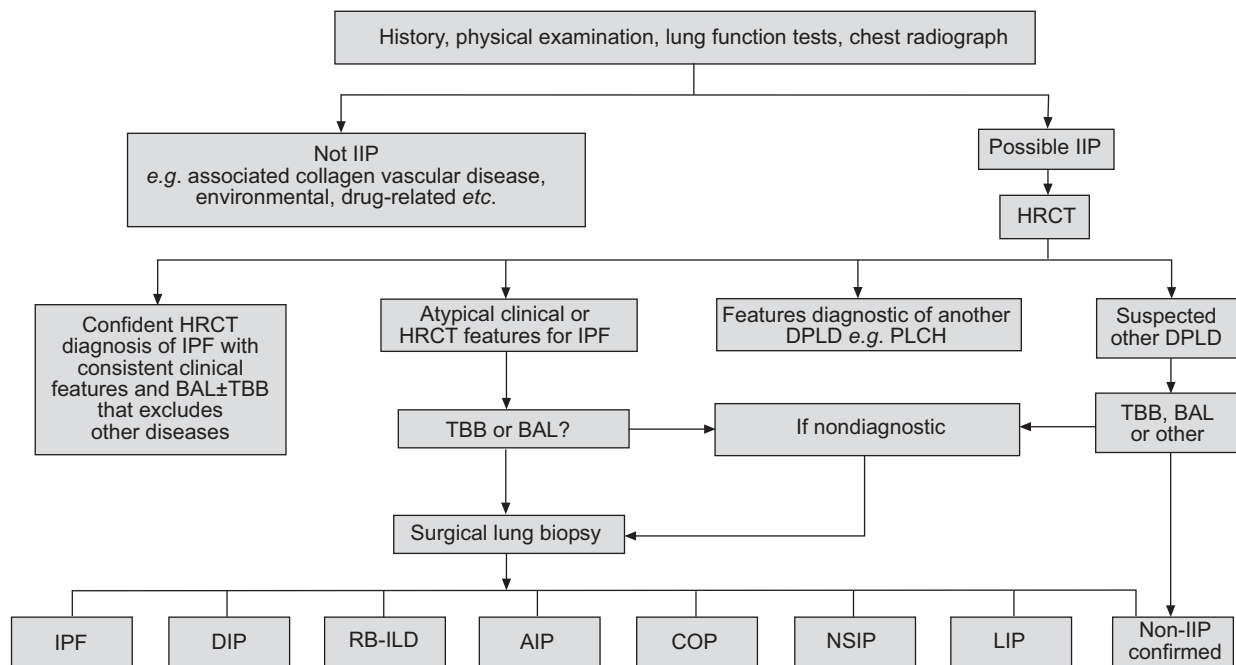 History, physical examination, lung function tests, chest radiograph
Not IIP
e.g. associated collagen vascular disease,
environmental, drug-related etc.
Possible IIP
HRCT
Confident HRCT
diagnosis of IPF with
consistent clinical
features and BAL±TBB
that excludes
other diseases
Atypical clinical or
HRCT features for IPF
Features diagnostic of another
DPLD e.g. PLCH
Suspected
other DPLD
TBB or BAL?
If nondiagnostic
TBB, BAL
or other
Surgical lung biopsy
IPF
DIP
RB-ILD
AIP
COP
NSIP
LIP
Non-IIP
confirmed